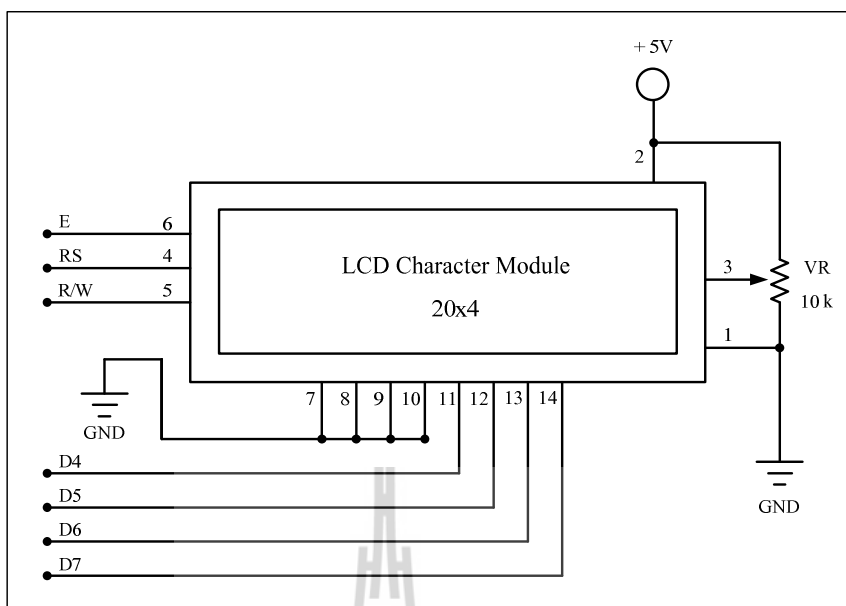 +5V
2
E 6
RS 4
R/W 5
LCD Character Module
20x4
3 VR
10 k
1
GND
7 8 9 10 11 12 13 14
GND
D4
D5
D6
D7